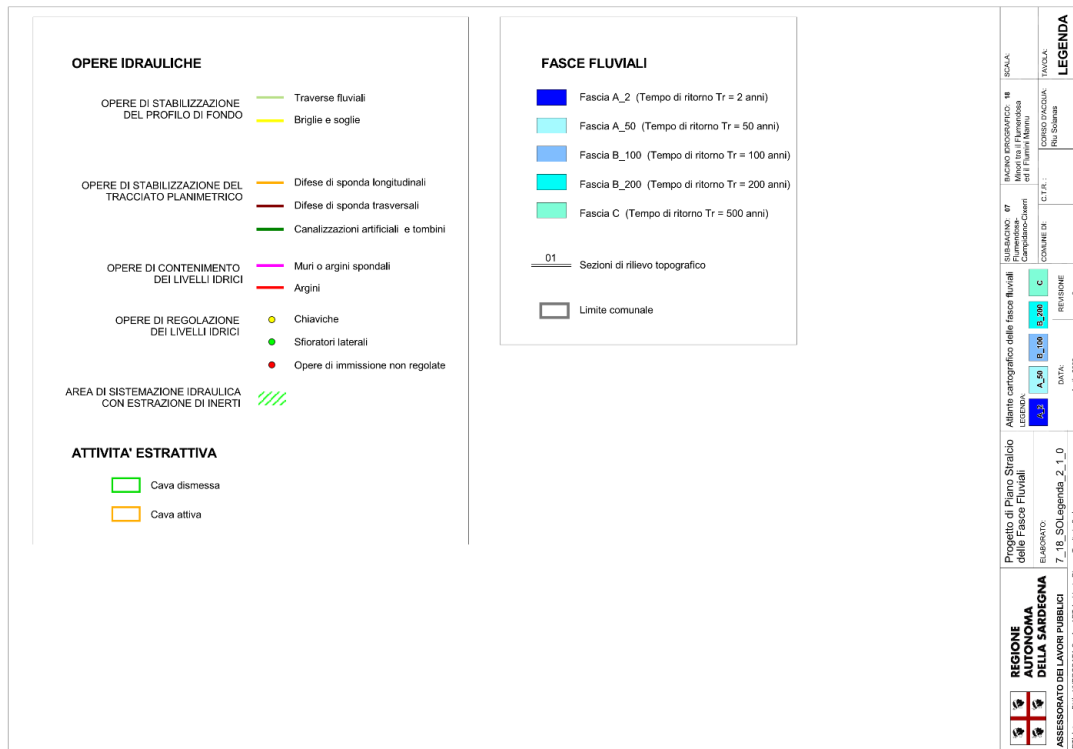 OPERE IDRAULICHE
OPERE DI STABILIZZAZIONE
DEL PROFILO DI FONDO
Traverse fluviali
Briglie e soglie
OPERE DI STABILIZZAZIONE DEL
TRACCIATO PLANIMETRICO
Difese di sponda longitudinali
Difese di sponda trasversali
Canalizzazioni artificiali e tombini
OPERE DI CONTENIMENTO
DEI LIVELLI IDRICI
Muri o argini spondali
Argini
OPERE DI REGOLAZIONE
DEI LIVELLI IDRICI
Chiaviche
Sfioratori laterali
Opere di immissione non regolate
AREA DI SISTEMAZIONE IDRAULICA
CON ESTRAZIONE DI INERTI
ATTIVITA' ESTRATTIVA
Cava dismessa
Cava attiva
FASCE FLUVIALI
Fascia A_2 (Tempo di ritorno Tr = 2 anni)
Fascia A_50 (Tempo di ritorno Tr = 50 anni)
Fascia B_100 (Tempo di ritorno Tr = 100 anni)
Fascia B_200 (Tempo di ritorno Tr = 200 anni)
Fascia C (Tempo di ritorno Tr = 500 anni)
01
Sezioni di rilievo topografico
Limite comunale
REGIONE
AUTONOMA
DELLA SARDEGNA
ASSESSORATO DEI LAVORI PUBBLICI
Progetto di Piano Stralcio
delle Fasce Fluviali
ELABORATO:
7_18_SOLegenda_2_1_0
Atlante cartografico delle fasce fluviali
LEGENDA:
A_2
A_50
B_100
B_200
C
DATA:
REVISIONE
SUB-BACINO: 07
Flumendosa-
Campidano-Cixerri
COMUNE DI:
BACINO IDROGRAFICO: 18
Minori tra il Flumendosa
ed il Flumini Mannu
C.T.R. :
CORSO D'ACQUA:
Riu Solanas
SCALA:
TAVOLA:
LEGENDA